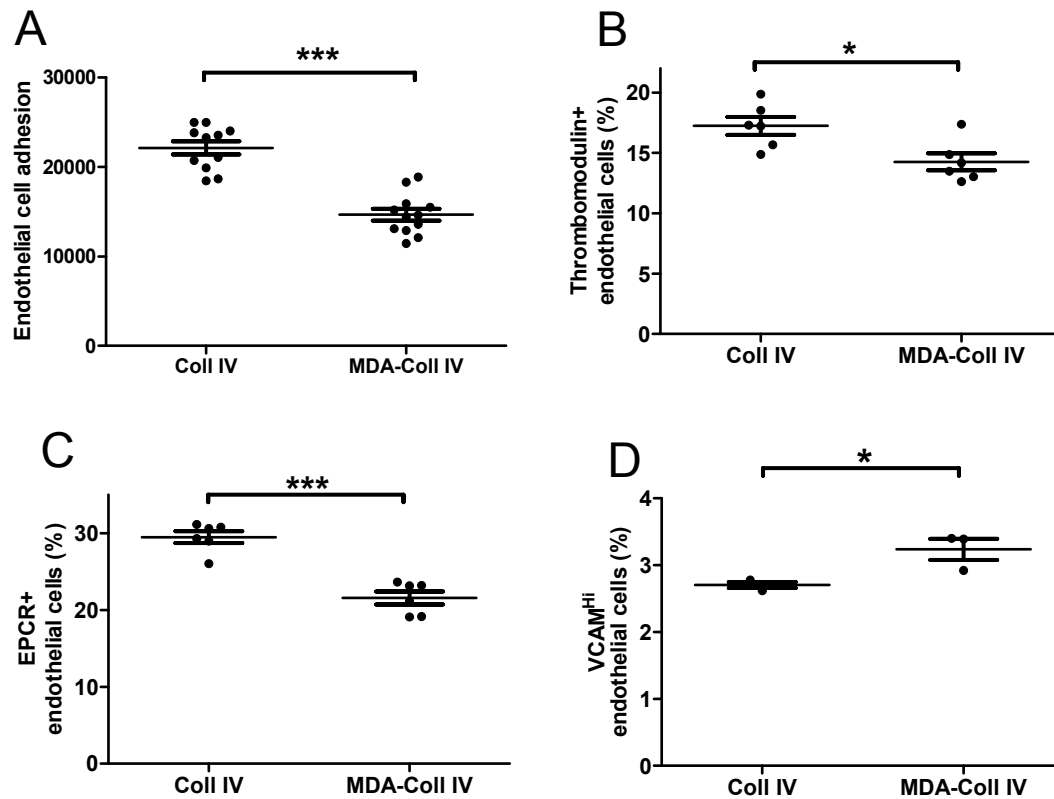 A
***
Endothelial cell adhesion
30000
20000
10000
0
Coll IV
MDA-Coll IV
B
*
Thrombomodulin+
endothelial cells (%)
20
15
10
5
0
Coll IV
MDA-Coll IV
C
***
EPCR+
endothelial cells (%)
30
20
10
0
Coll IV
MDA-Coll IV
D
*
VCAMHi
endothelial cells (%)
4
3
2
1
0
Coll IV
MDA-Coll IV